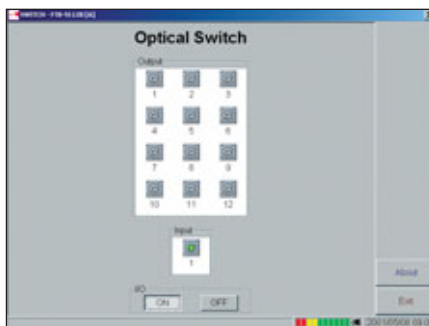 Optical Switch
Output
1 2 3
4 5 6
7 8 9
10 11 12
Input
1
I/O
ON OFF
About
Exit